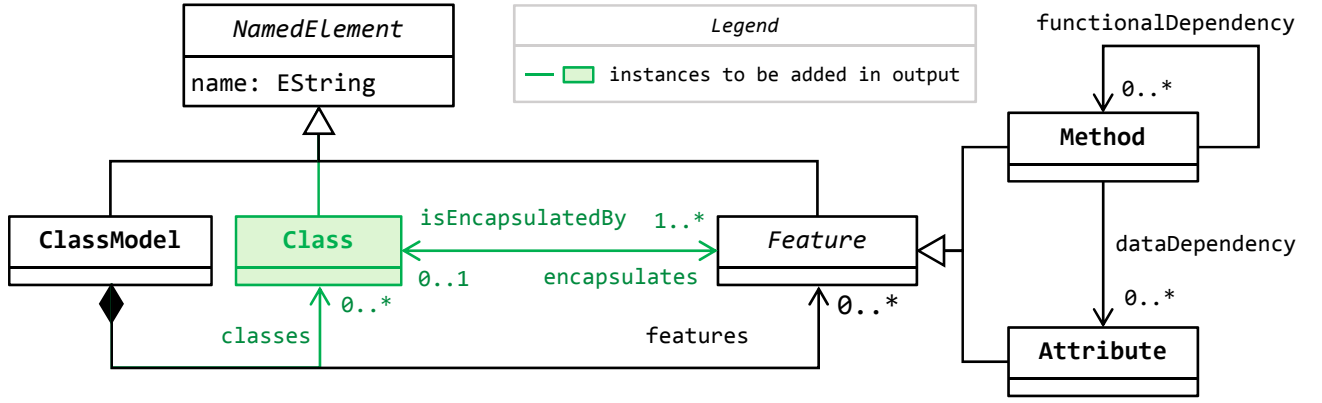 NamedElement
name: EString
Legend
instances to be added in output
functionalDependency
0..*
Method
ClassModel
Class
isEncapsulatedBy
1..*
0..1
encapsulates
Feature
dataDependency
0..*
classes
0..*
features
0..*
Attribute